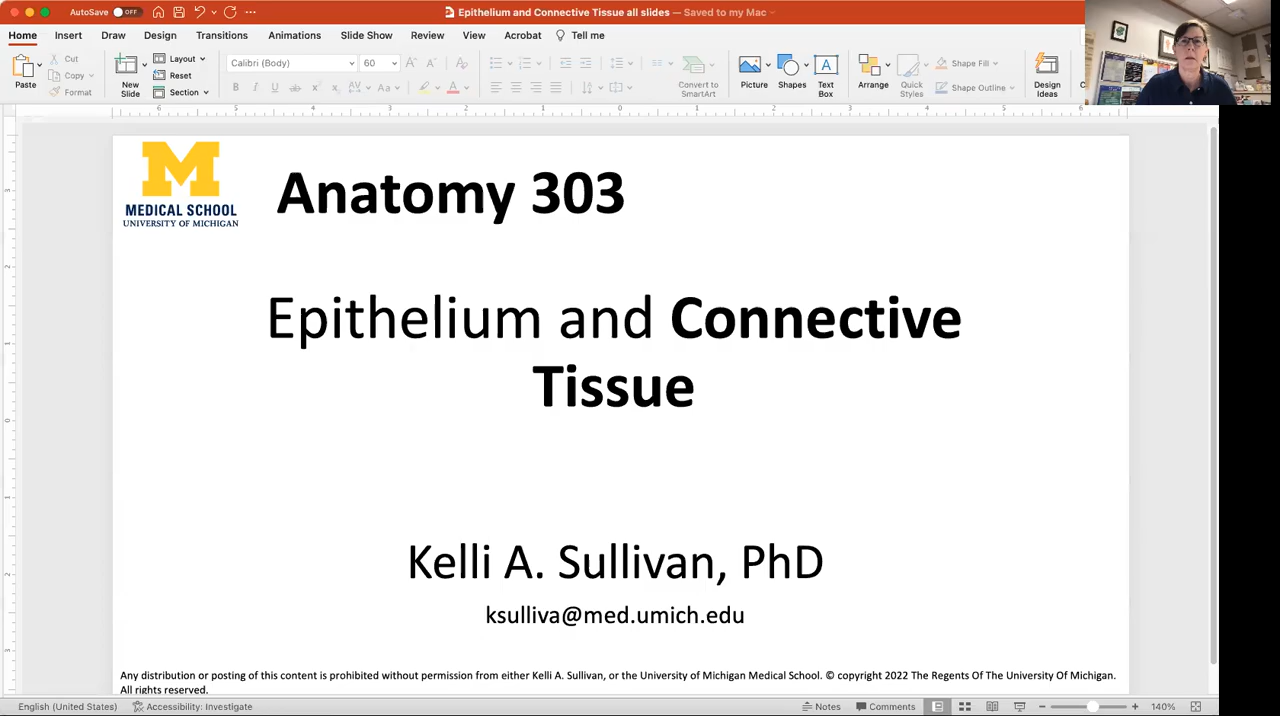 AutoSave OFF
Epithelium and Connective Tissue all slides — Saved to my Mac
Home Insert Draw Design Transitions Animations Slide Show Review View Acrobat Tell me
Paste
Cut
Copy
Format
New
Slide
Layout
Reset
Section
Calibri (Body) 60
Convert to
SmartArt
Picture
Shapes
Text
Box
Arrange
Quick
Styles
Shape Fill
Shape Outline
Design
Ideas
M
MEDICAL SCHOOL
UNIVERSITY OF MICHIGAN
Anatomy 303
Epithelium and Connective
Tissue
Kelli A. Sullivan, PhD
ksulliva@med.umich.edu
Any distribution or posting of this content is prohibited without permission from either Kelli A. Sullivan, or the University of Michigan Medical School. © copyright 2022 The Regents Of The University Of Michigan.
All rights reserved.
English (United States) Accessibility: Investigate Notes Comments 140%